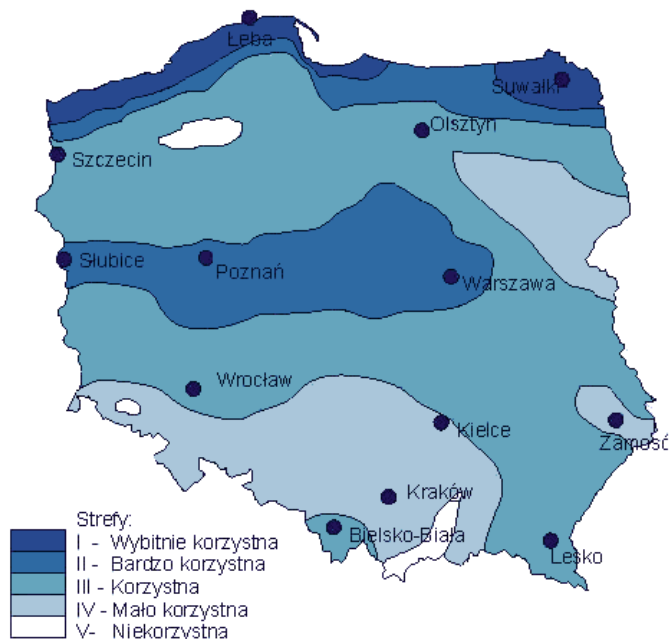 Łeba
Suwałki
Olsztyn
Szczecin
Słubice
Poznań
Warszawa
Wrocław
Kielce
Zamość
Kraków
Bielsko-Biała
Lesko
Strefy:
I - Wybitnie korzystna
II - Bardzo korzystna
III - Korzystna
IV - Mało korzystna
V- Niekorzystna